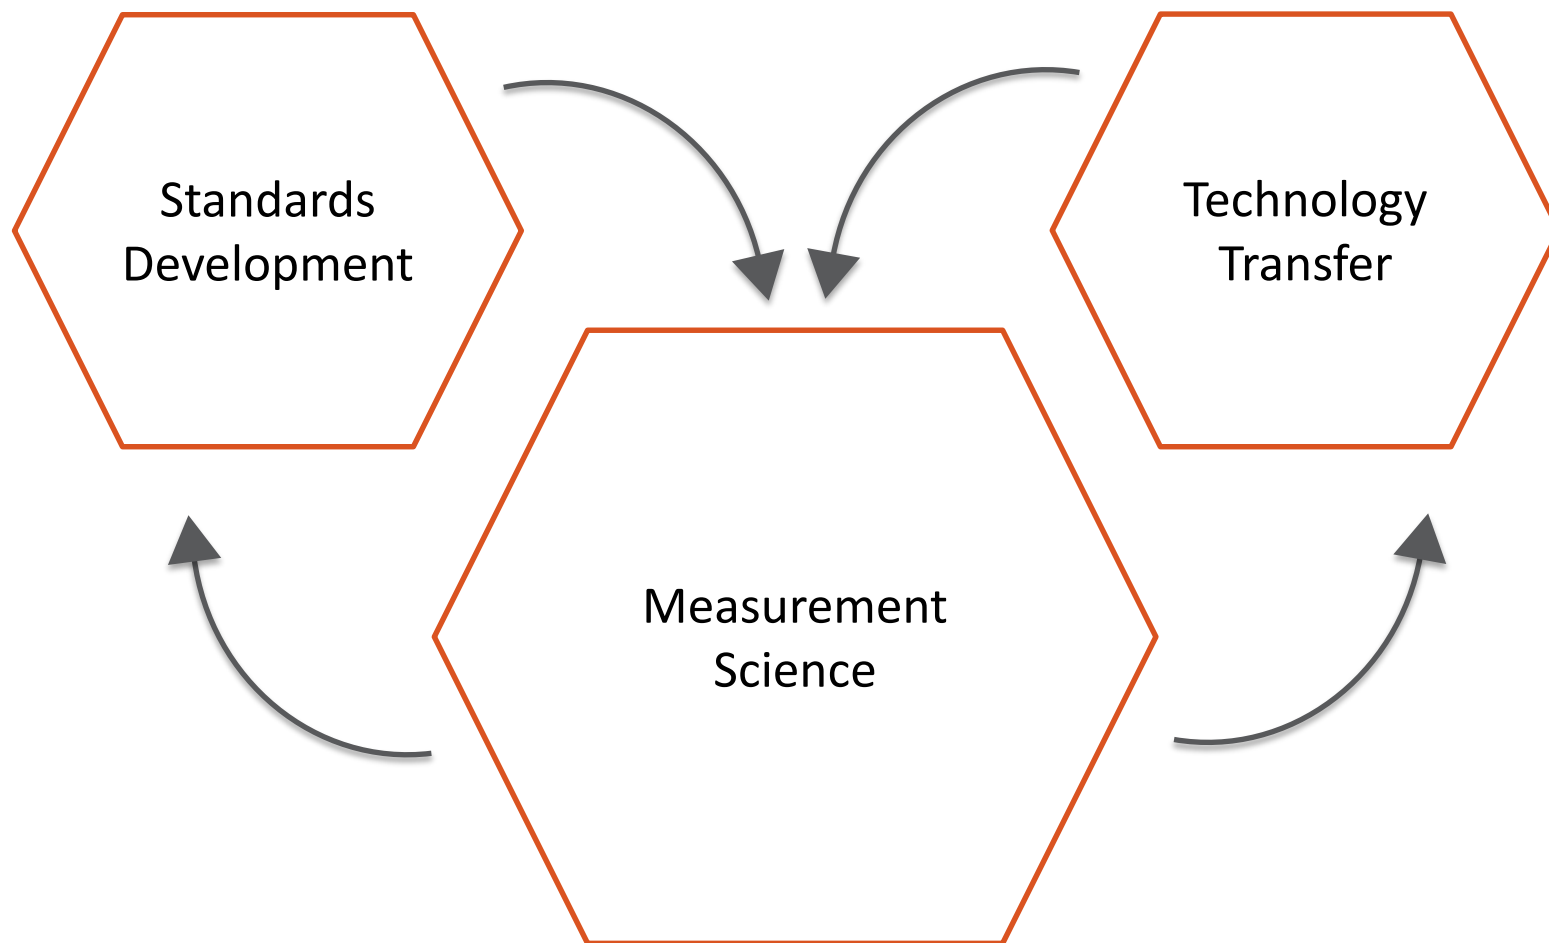 Standards
Development
Technology
Transfer
Measurement
Science